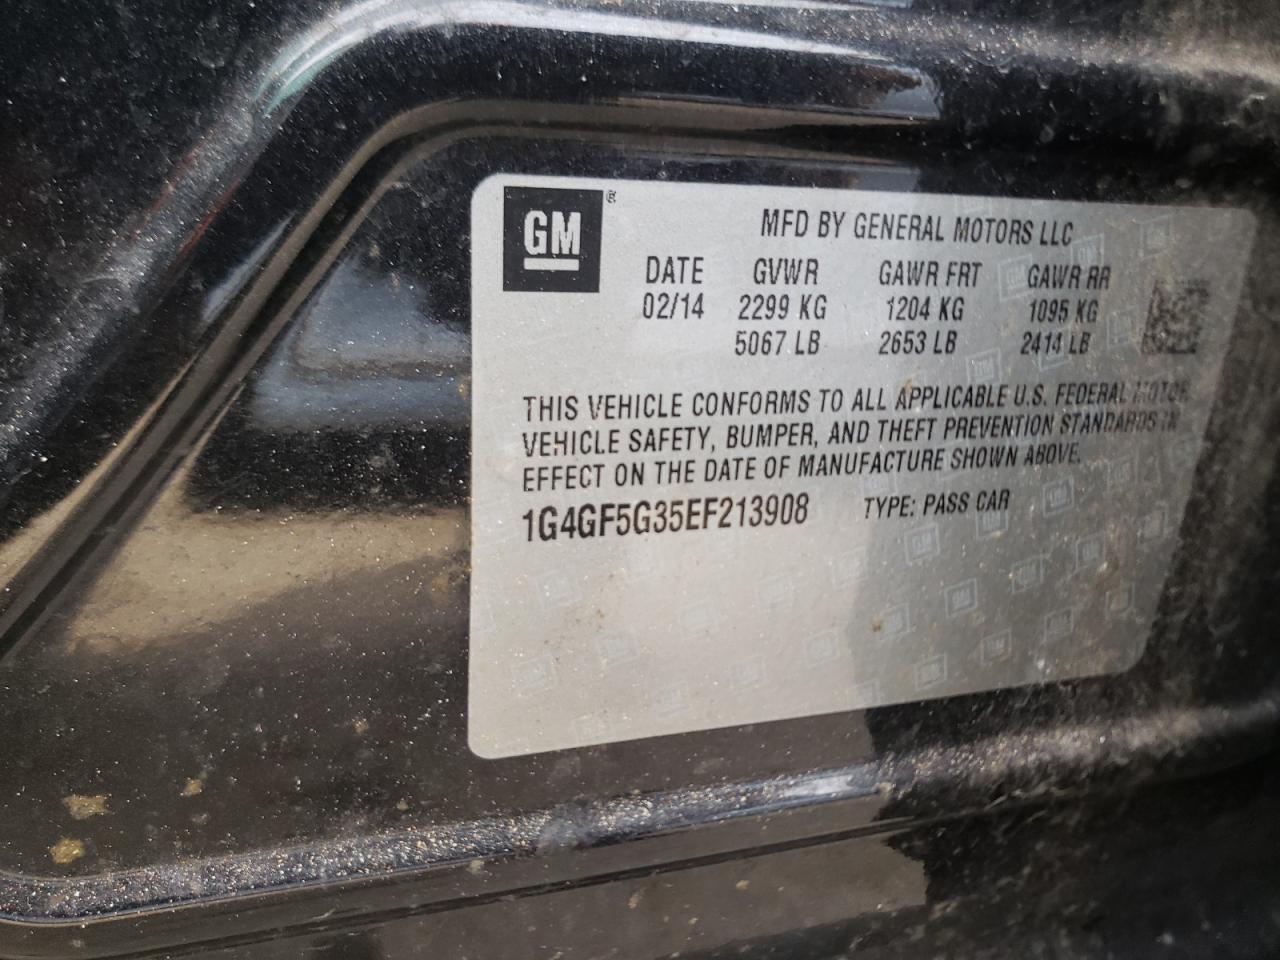 GM
MFD BY GENERAL MOTORS LLC
DATE GVWR GAWR FRT GAWR RR
02/14 2299 KG 1204 KG 1095 KG
5067 LB 2653 LB 2414 LB
THIS VEHICLE CONFORMS TO ALL APPLICABLE U.S. FEDERAL MOTOR
VEHICLE SAFETY, BUMPER, AND THEFT PREVENTION STANDARDS IN
EFFECT ON THE DATE OF MANUFACTURE SHOWN ABOVE.
1G4GF5G35EF213908 TYPE: PASS CAR